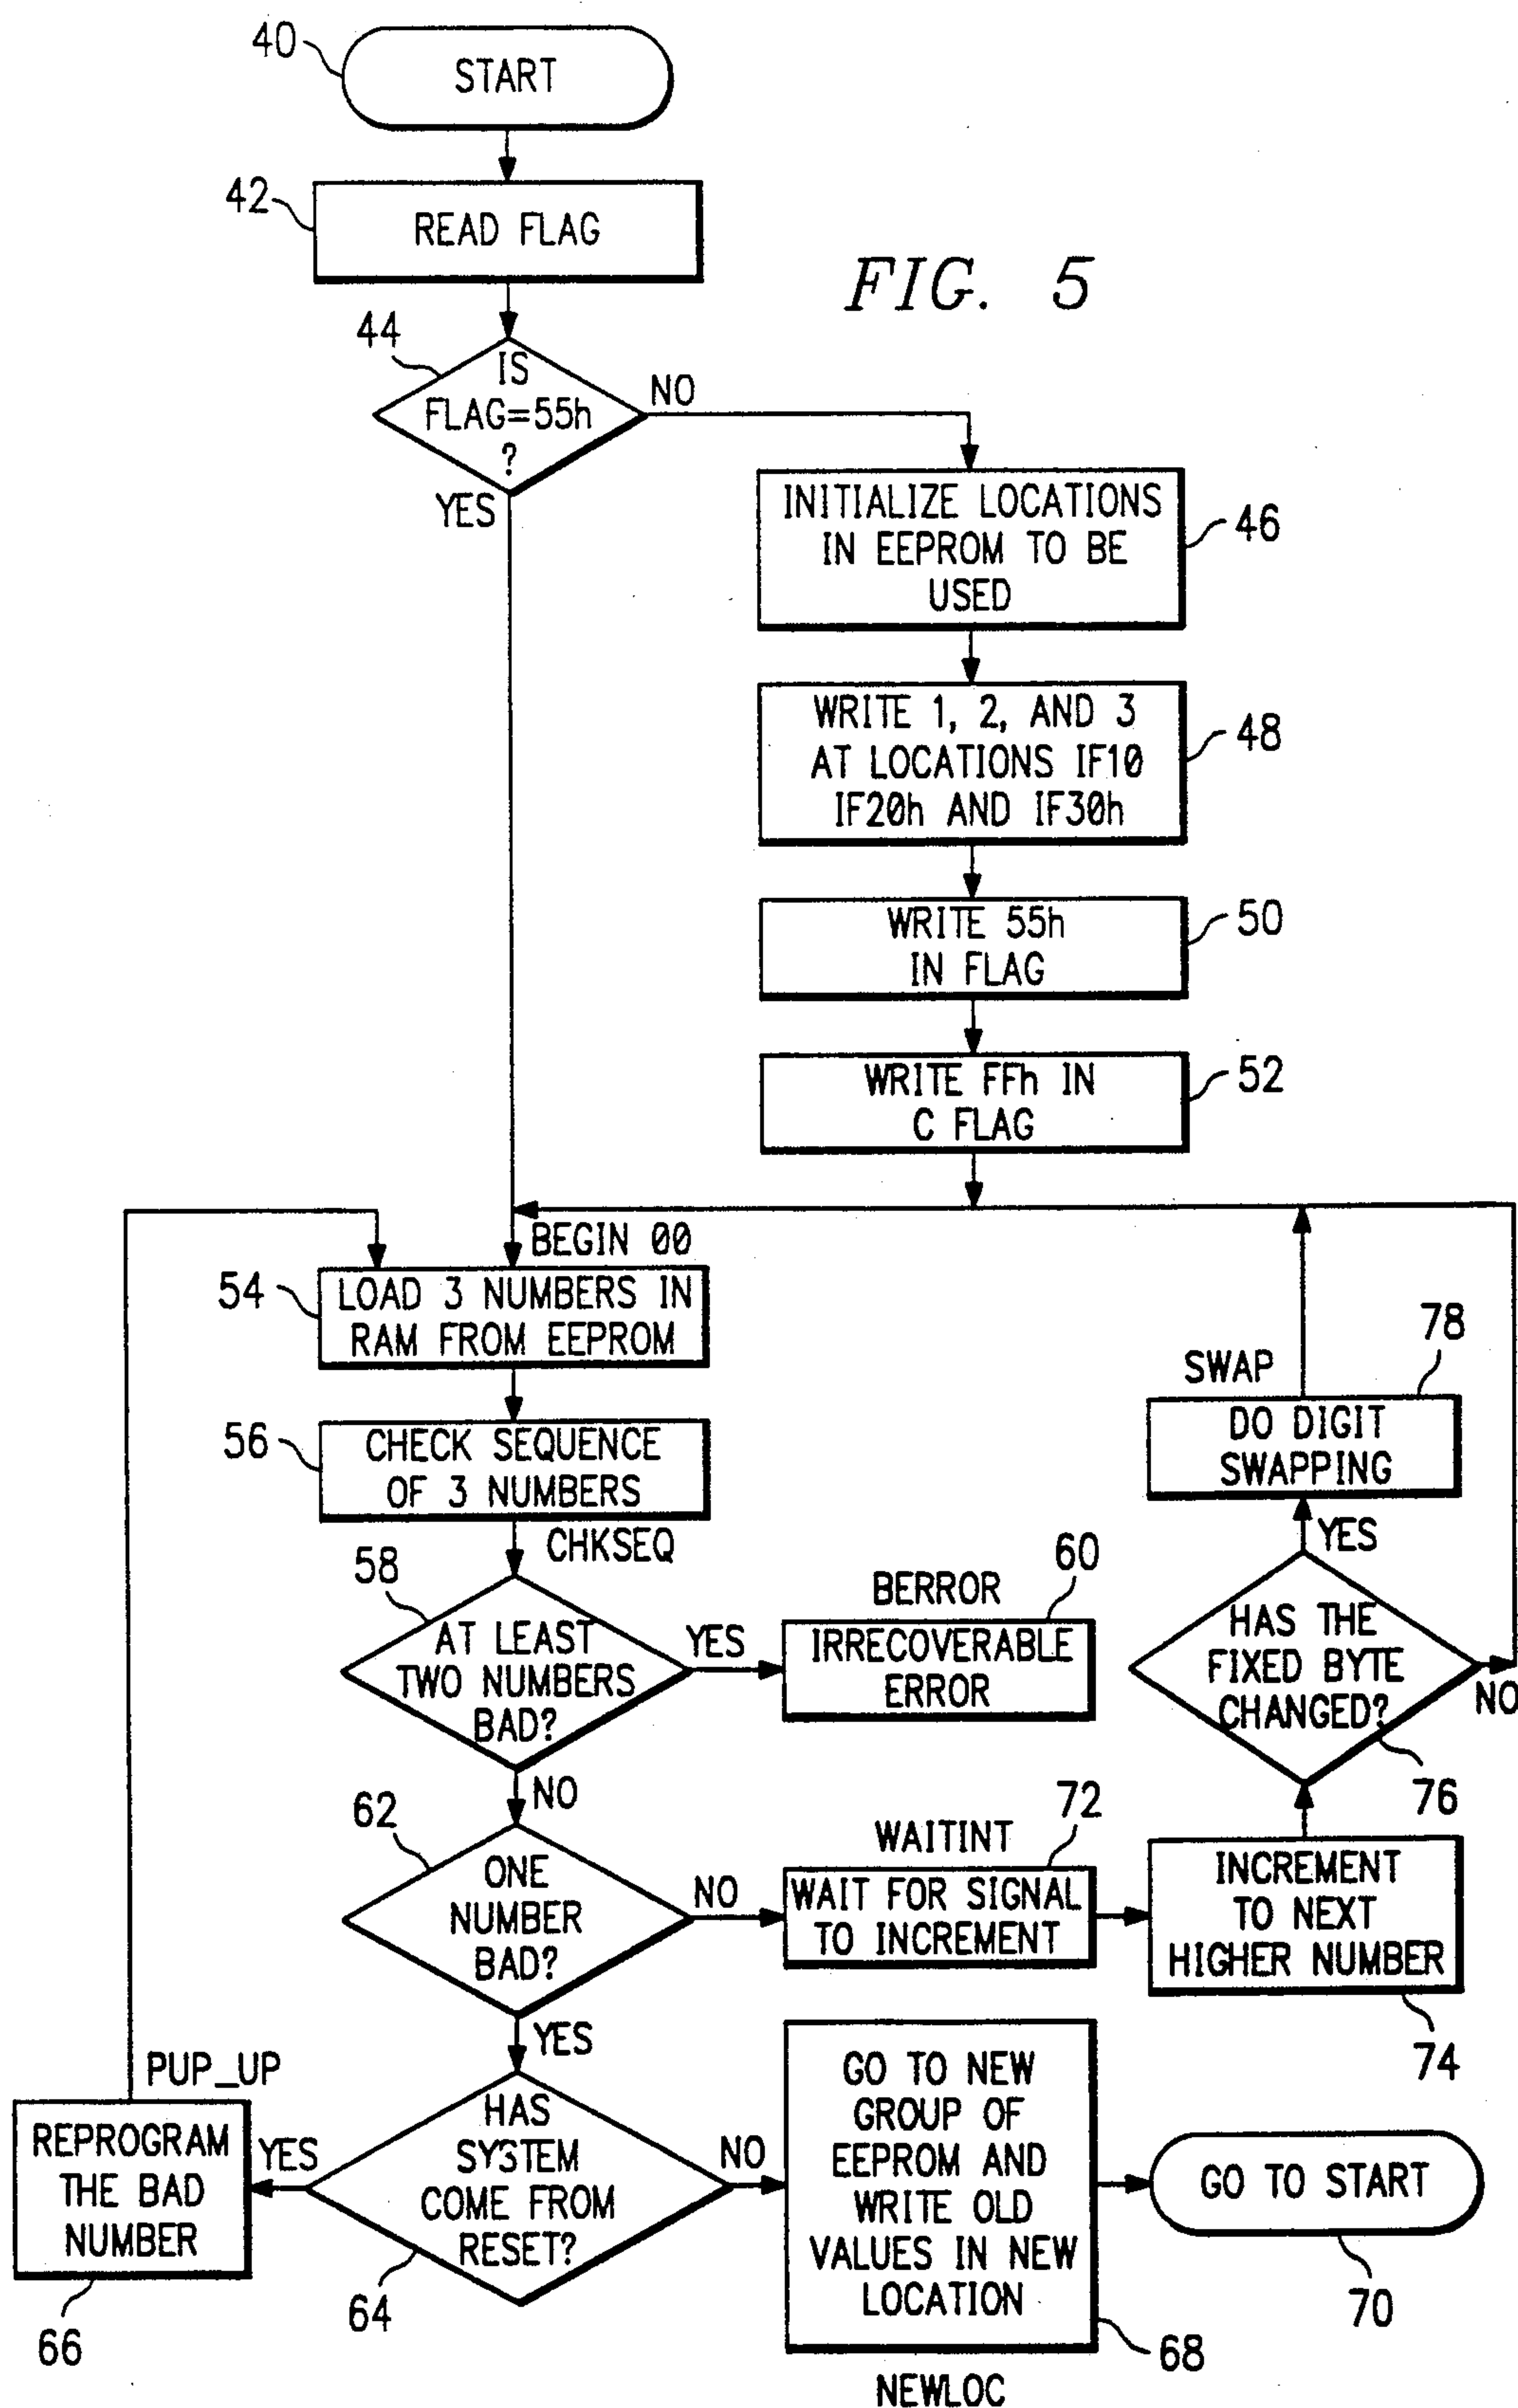 40
START
42
READ FLAG
FIG. 5
44
IS
FLAG=55h
?
NO
YES
INITIALIZE LOCATIONS
IN EEPROM TO BE
USED
46
WRITE 1, 2, AND 3
AT LOCATIONS IF10
IF20h AND IF30h
48
WRITE 55h
IN FLAG
50
WRITE FFh IN
C FLAG
52
BEGIN 00
54
LOAD 3 NUMBERS IN
RAM FROM EEPROM
56
CHECK SEQUENCE
OF 3 NUMBERS
CHKSEQ
58
AT LEAST
TWO NUMBERS
BAD?
YES
BERROR
60
IRRECOVERABLE
ERROR
NO
62
ONE
NUMBER
BAD?
NO
WAITINT
72
WAIT FOR SIGNAL
TO INCREMENT
INCREMENT
TO NEXT
HIGHER NUMBER
74
HAS THE
FIXED BYTE
CHANGED?
76
NO
YES
SWAP
78
DO DIGIT
SWAPPING
YES
HAS
SYSTEM
COME FROM
RESET?
64
YES
PUP_UP
REPROGRAM
THE BAD
NUMBER
66
NO
GO TO NEW
GROUP OF
EEPROM AND
WRITE OLD
VALUES IN NEW
LOCATION
68
NEWLOC
GO TO START
70